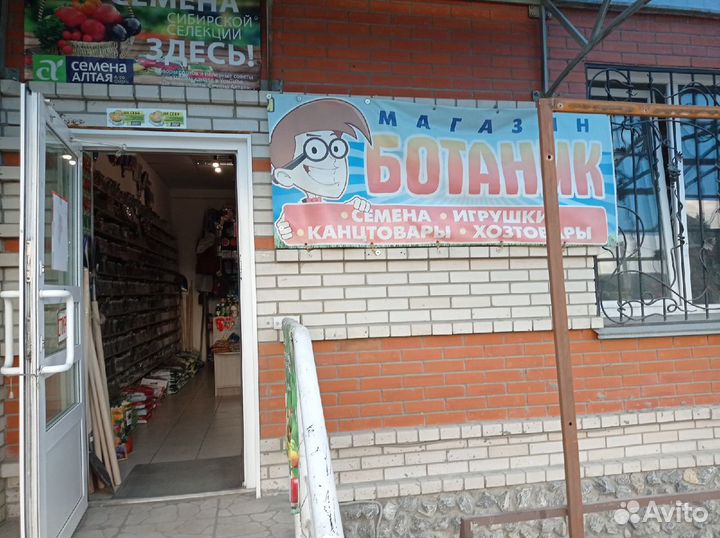 СЕМЕНА
СИБИРСКОЙ
СЕЛЕКЦИИ
ЗДЕСЬ!
семена
АЛТАЯ
МАГАЗИН
БОТАНИК
• СЕМЕНА • ИГРУШКИ
• КАНЦТОВАРЫ • ХОЗТОВАРЫ
Avito